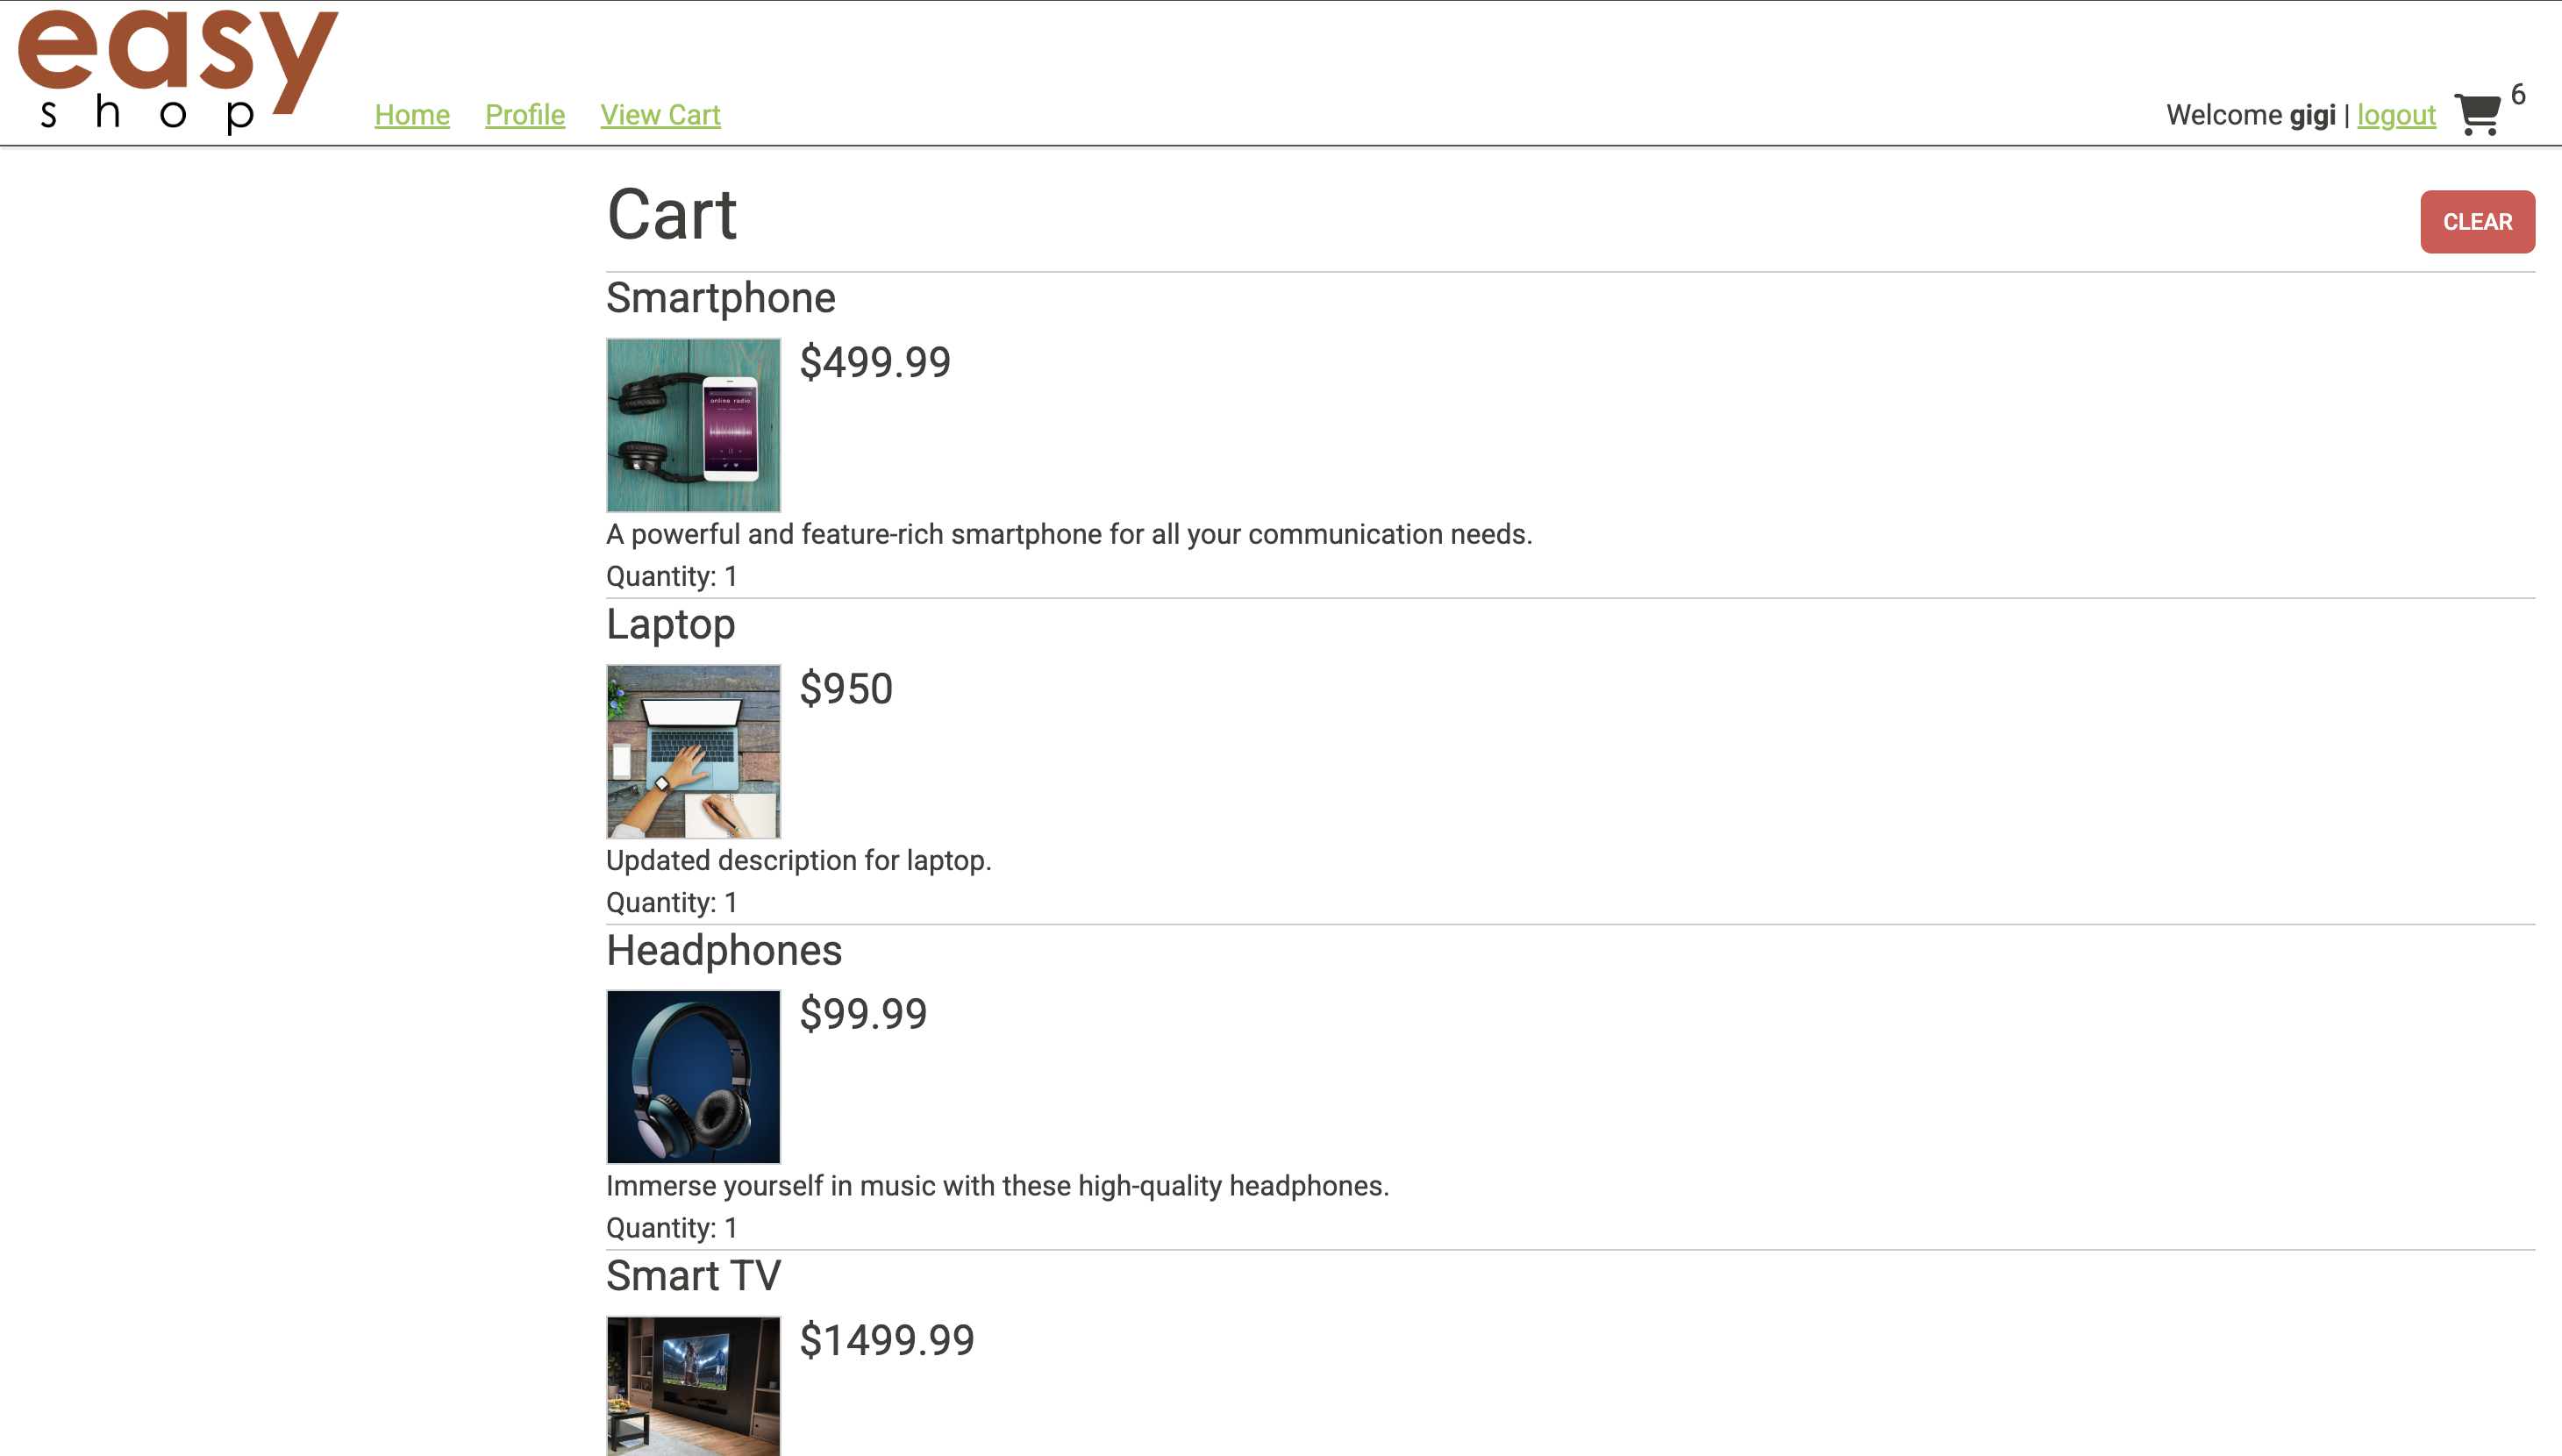 easy
shop
Home Profile View Cart
Welcome gigi | logout 6
Cart
CLEAR
Smartphone
$499.99
online radio
A powerful and feature-rich smartphone for all your communication needs.
Quantity: 1
Laptop
$950
Updated description for laptop.
Quantity: 1
Headphones
$99.99
Immerse yourself in music with these high-quality headphones.
Quantity: 1
Smart TV
$1499.99